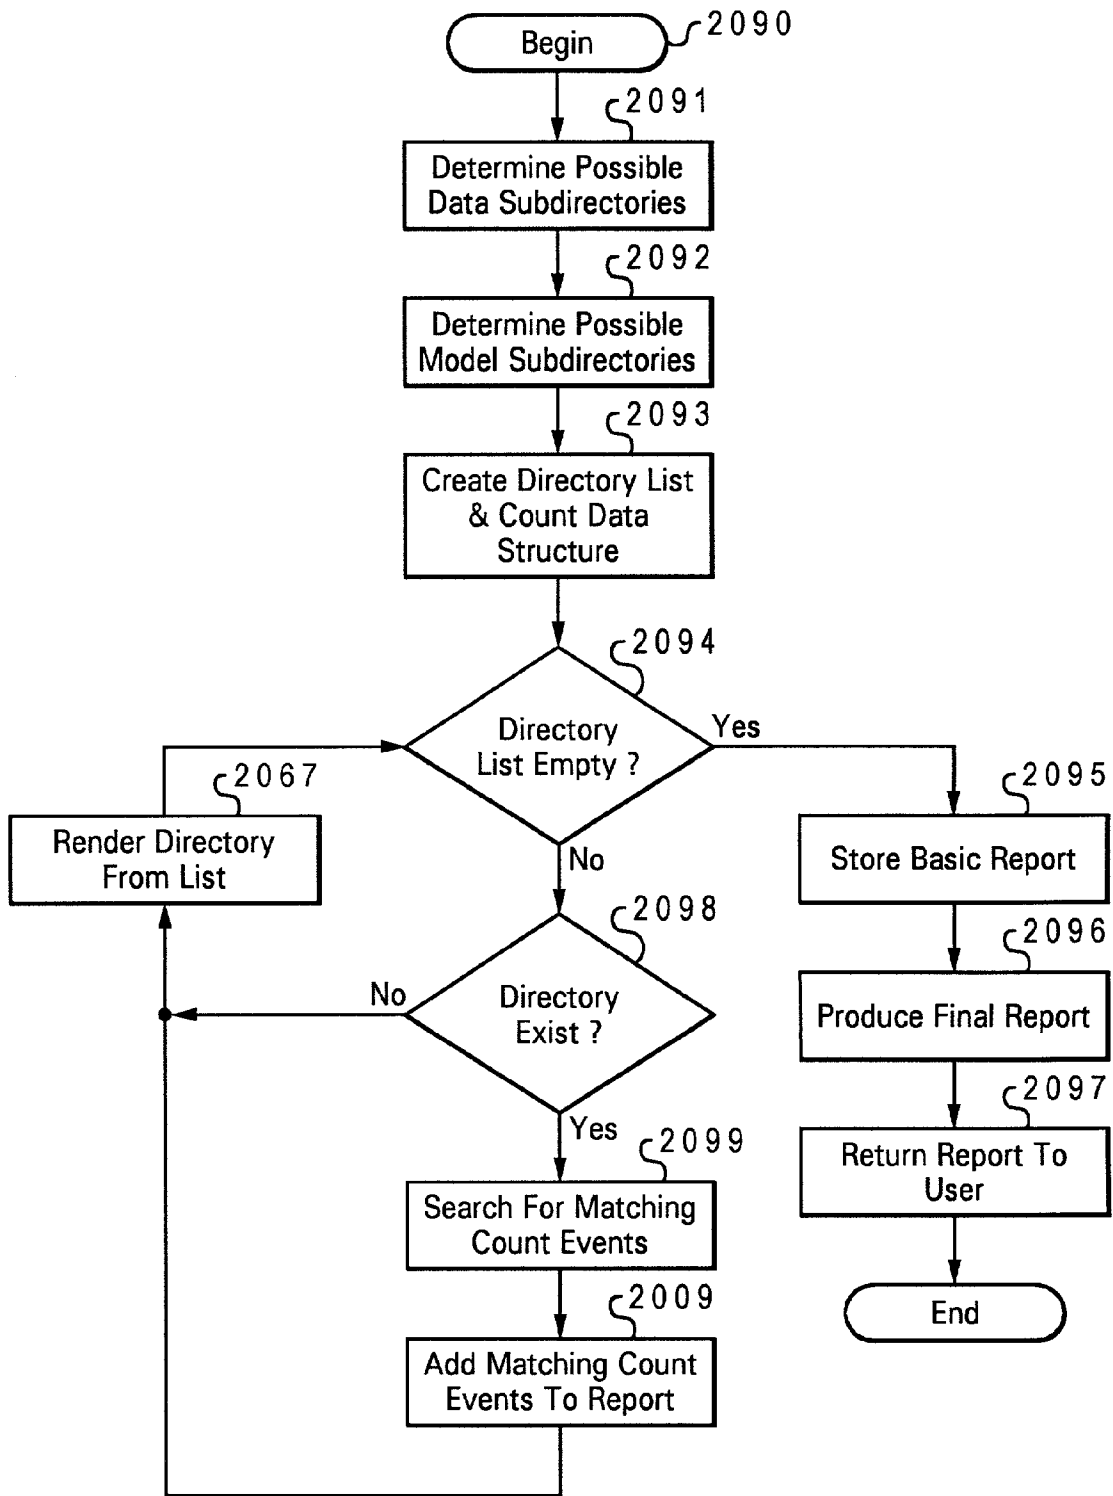 Begin
2090
2091
Determine Possible
Data Subdirectories
2092
Determine Possible
Model Subdirectories
2093
Create Directory List
& Count Data
Structure
2094
Directory
List Empty ?
Yes
No
2067
Render Directory
From List
2098
Directory
Exist ?
No
Yes
2099
Search For Matching
Count Events
2009
Add Matching Count
Events To Report
2095
Store Basic Report
2096
Produce Final Report
2097
Return Report To
User
End